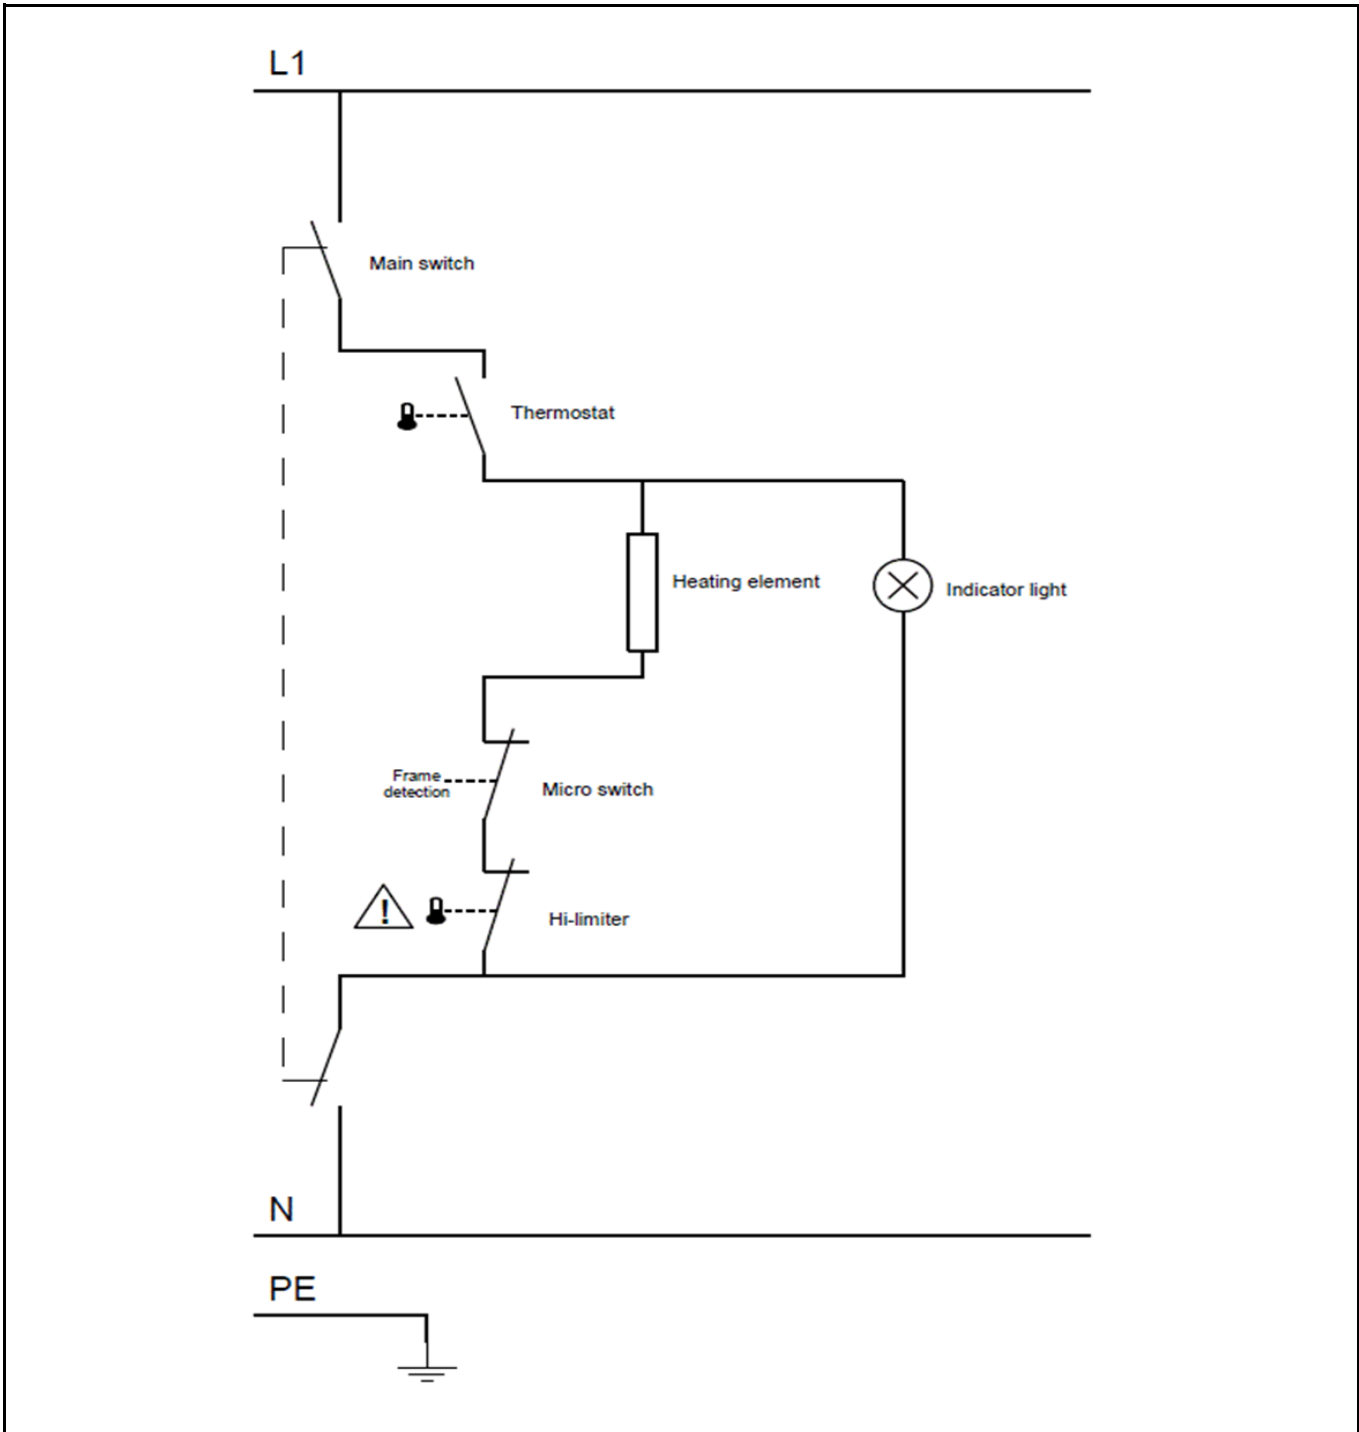 L1
Main switch
Thermostat
Heating element
Indicator light
Frame
detection
Micro switch
!
Hi-limiter
N
PE